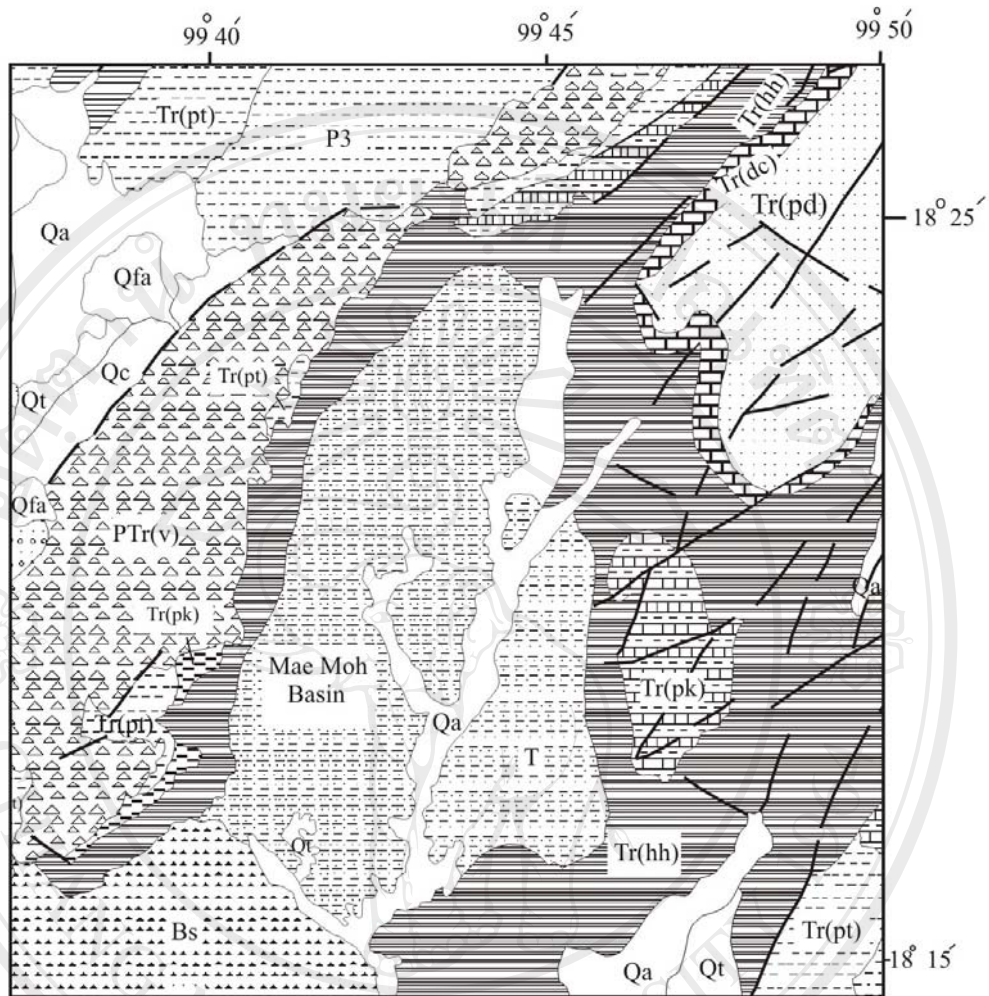 99° 40´
99° 45´
99° 50´
Tr(pt)
P3
Tr(hh)
Tr(dc)
Tr(pd)
18° 25´
Qa
Qfa
Qc
Tr(pt)
Qt
Qfa
PTr(v)
Qa
Tr(pk)
Mae Moh
Basin
Tr(pk)
Tr(pt)
Qa
T
Qt
Tr(hh)
Bs
Tr(pt)
18° 15´
Qa
Qt